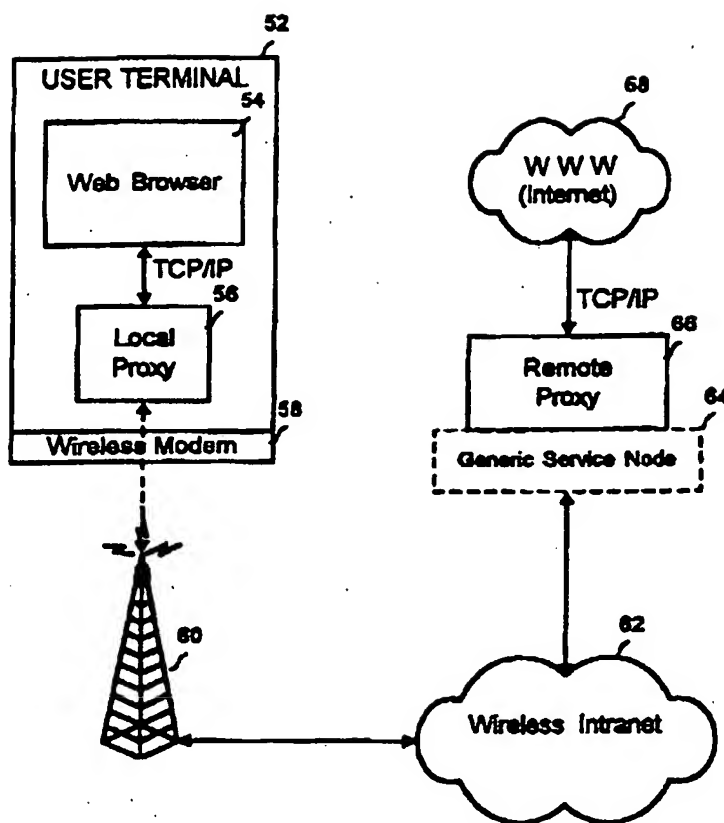 52
USER TERMINAL
54
Web Browser
TCP/IP
56
Local
Proxy
58
Wireless Modem
60
68
W W W
(Internet)
TCP/IP
66
Remote
Proxy
64
Generic Service Node
62
Wireless Intranet